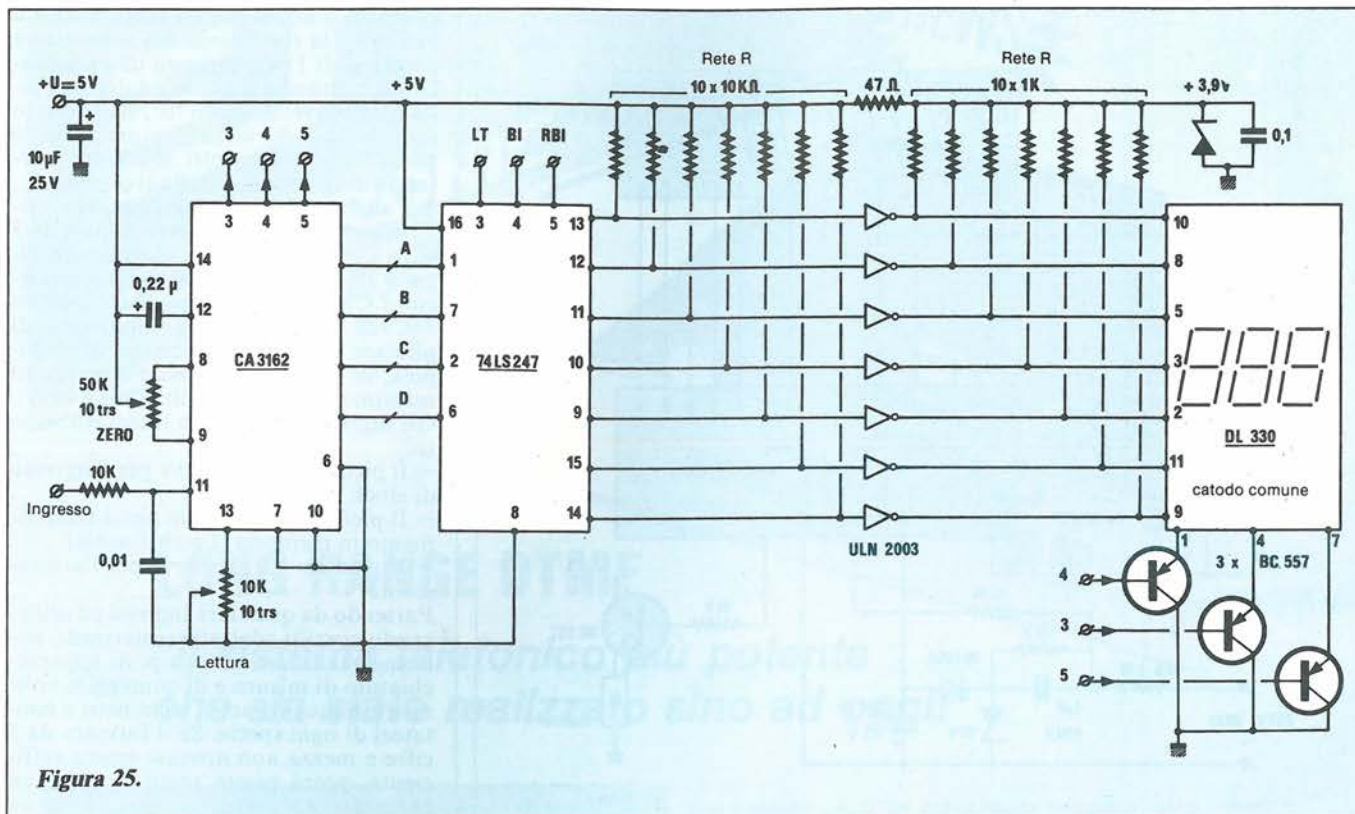 Rete R
Rete R
+U=5V
+5V
10 x 10KΩ
47 Ω
10 x 1K
+ 3,9v
10 µF
25 V
3 4 5
LT BI RBI
0,1
3 4 5
3 4 5
16
13
10
14
A
1
12
8
0,22 µ
12
B
7
11
5
CA 3162
C
2
74LS247
10
3
8
50 K
10 trs
ZERO
D
6
9
2
DL 330
9
6
15
11
catodo comune
10K
11
Ingresso
8
14
9
13 7 10
ULN 2003
1 4 7
0,01
10K
10 trs
3 x BC 557
4
3
5
Lettura
Figura 25.